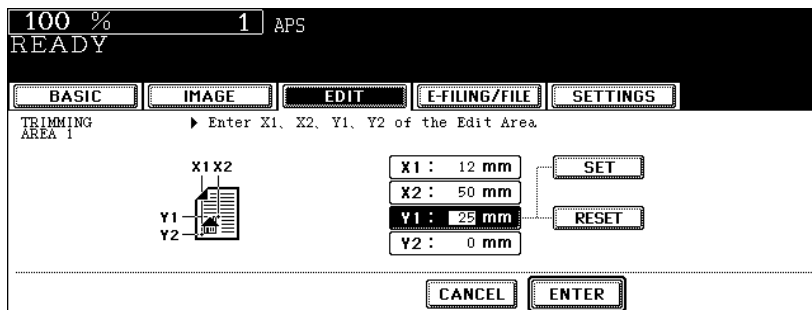 100 % 1 APS
READY
BASIC IMAGE EDIT E-FILING/FILE SETTINGS
TRIMMING
AREA 1
Enter X1, X2, Y1, Y2 of the Edit Area
X1 X2
Y1
Y2
X1 : 12 mm
X2 : 50 mm
Y1 : 25 mm
Y2 : 0 mm
SET
RESET
CANCEL ENTER